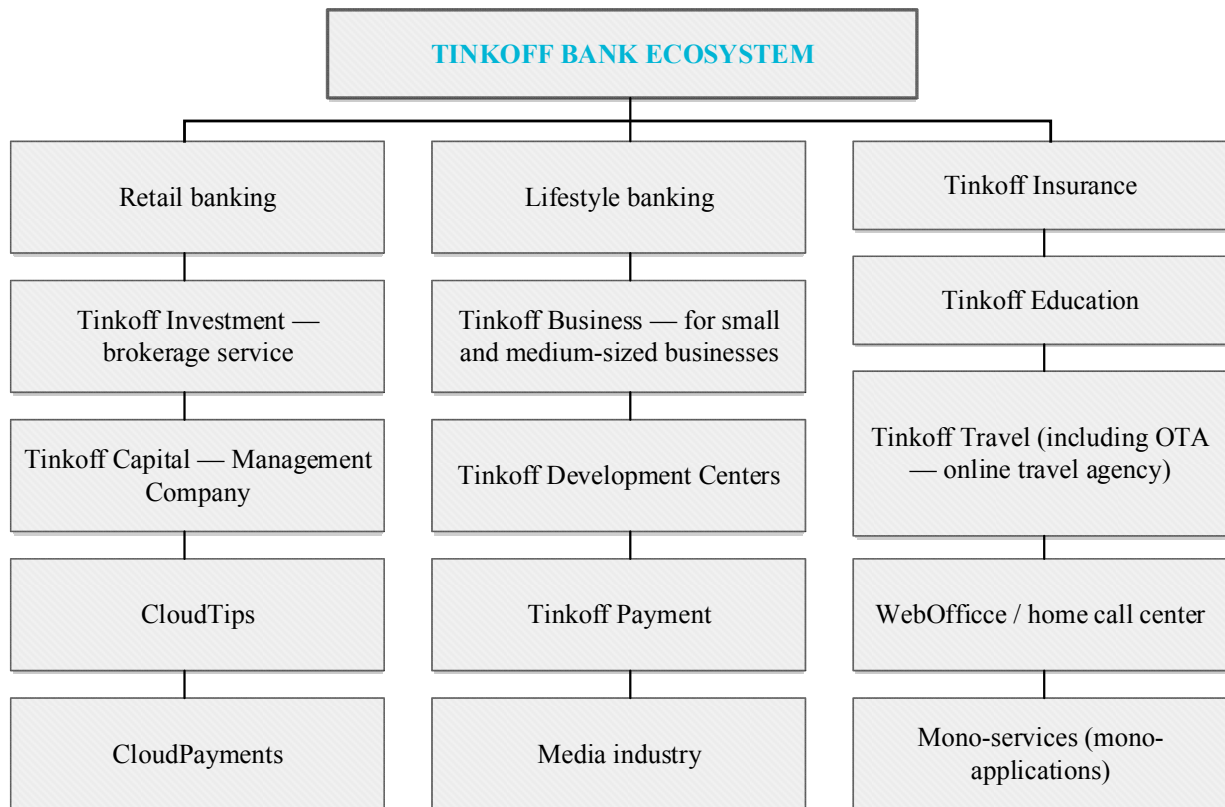 TINKOFF BANK ECOSYSTEM
Retail banking
Tinkoff Investment —
brokerage service
Tinkoff Capital — Management
Company
CloudTips
CloudPayments
Lifestyle banking
Tinkoff Business — for small
and medium-sized businesses
Tinkoff Development Centers
Tinkoff Payment
Media industry
Tinkoff Insurance
Tinkoff Education
Tinkoff Travel (including OTA
— online travel agency)
WebOfficce / home call center
Mono-services (mono-
applications)